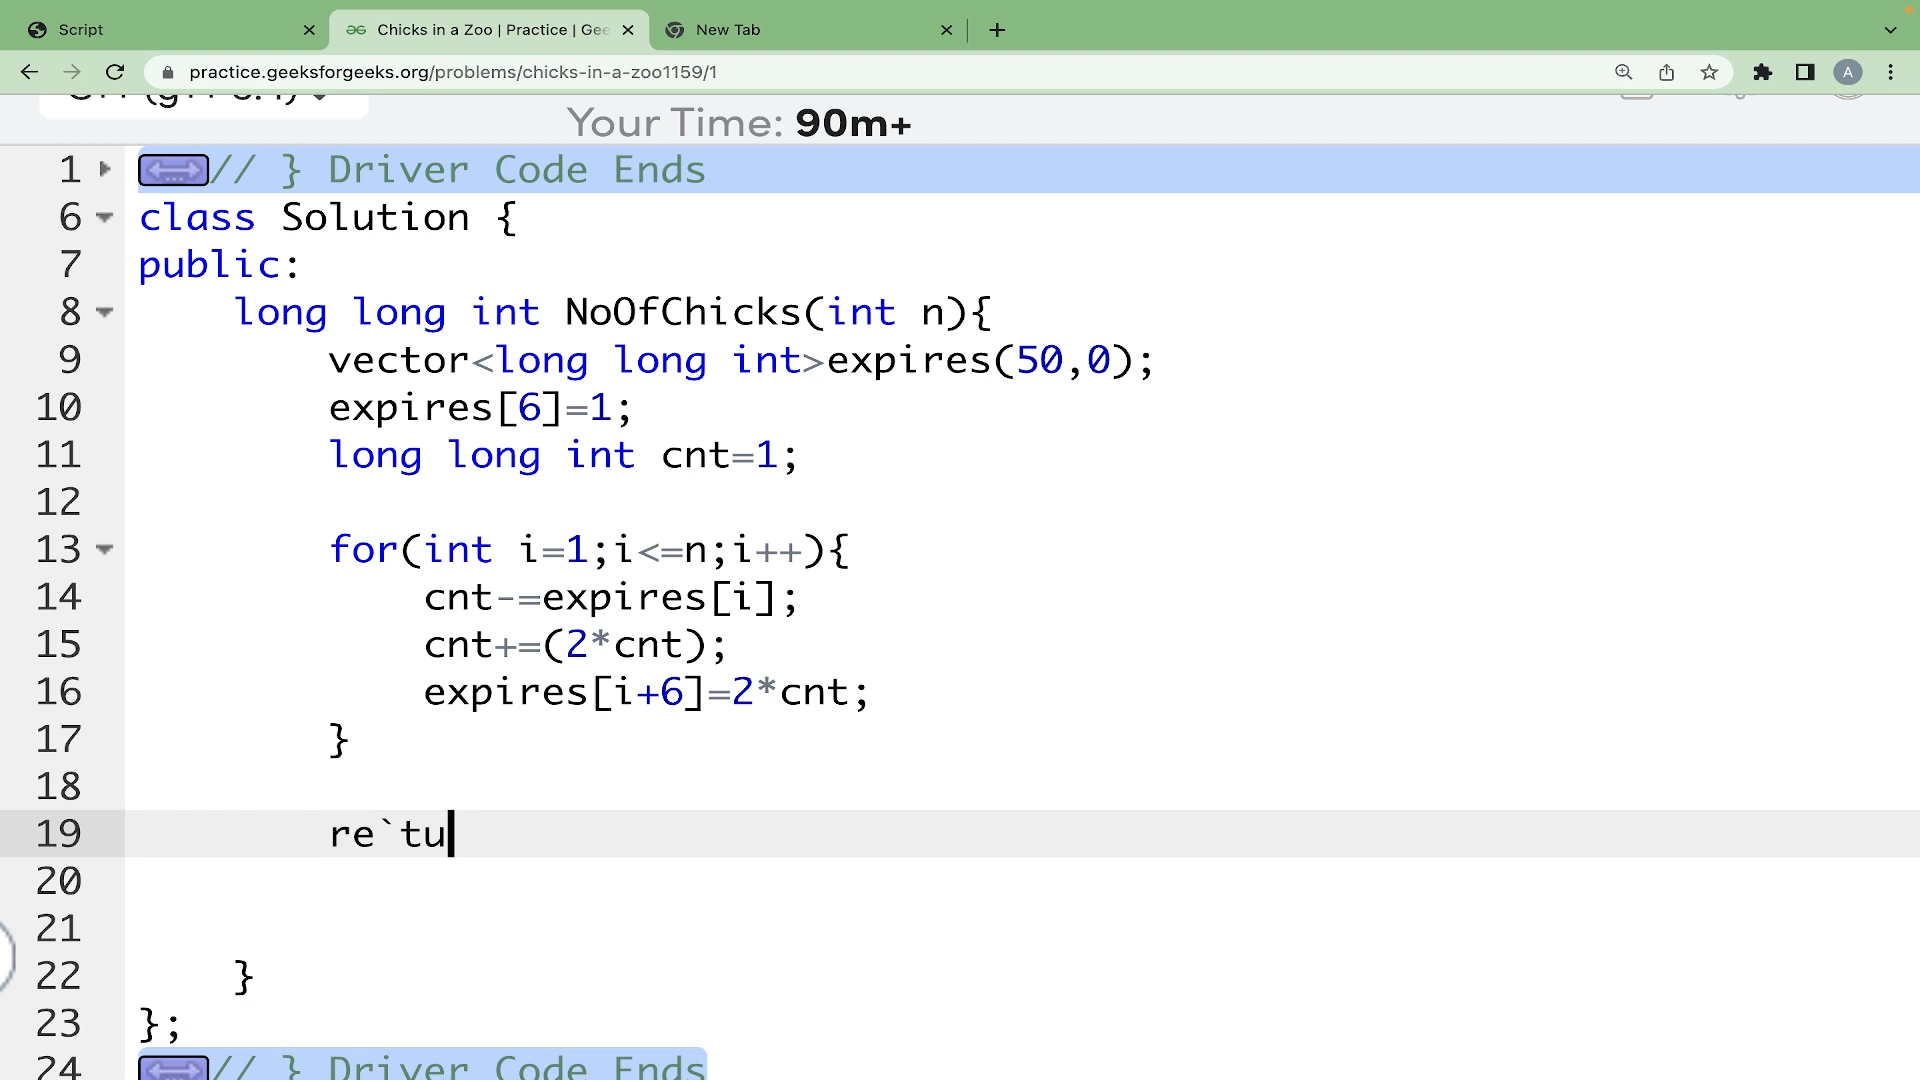 Script
Chicks in a Zoo | Practice | Gee
New Tab
practice.geeksforgeeks.org/problems/chicks-in-a-zoo1159/1
A
Your Time: 90m+
1 // } Driver Code Ends
6 class Solution {
7 public:
8 long long int NoOfChicks(int n){
9 vector<long long int>expires(50,0);
10 expires[6]=1;
11 long long int cnt=1;
12
13 for(int i=1;i<=n;i++){
14 cnt-=expires[i];
15 cnt+=(2*cnt);
16 expires[i+6]=2*cnt;
17 }
18
19 re`tu
20
21
22 }
23 };
24 // } Driver Code Ends